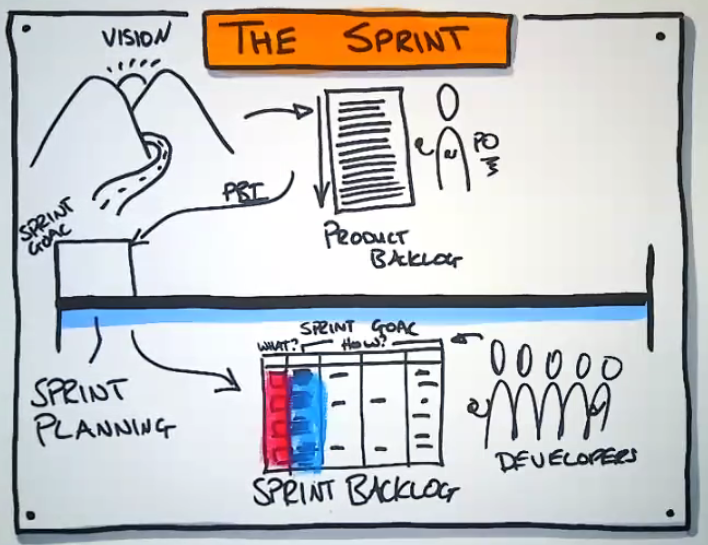 THE SPRINT
VISION
PO
PBI
SPRINT
GOAL
PRODUCT
BACKLOG
SPRINT GOAL
WHAT? HOW?
SPRINT
PLANNING
DEVELOPERS
SPRINT BACKLOG